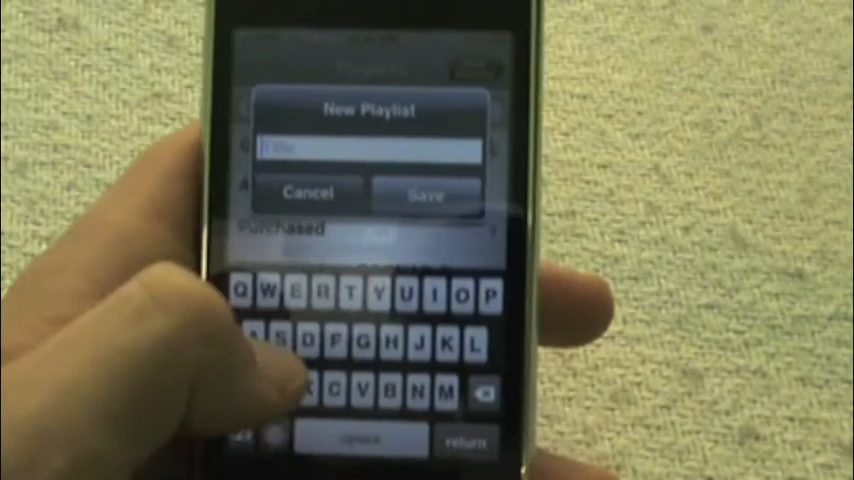 New Playlist
Title
Cancel Save
Purchased
Q W E R T Y U I O P
A S D F G H J K L
C V B N M
space return